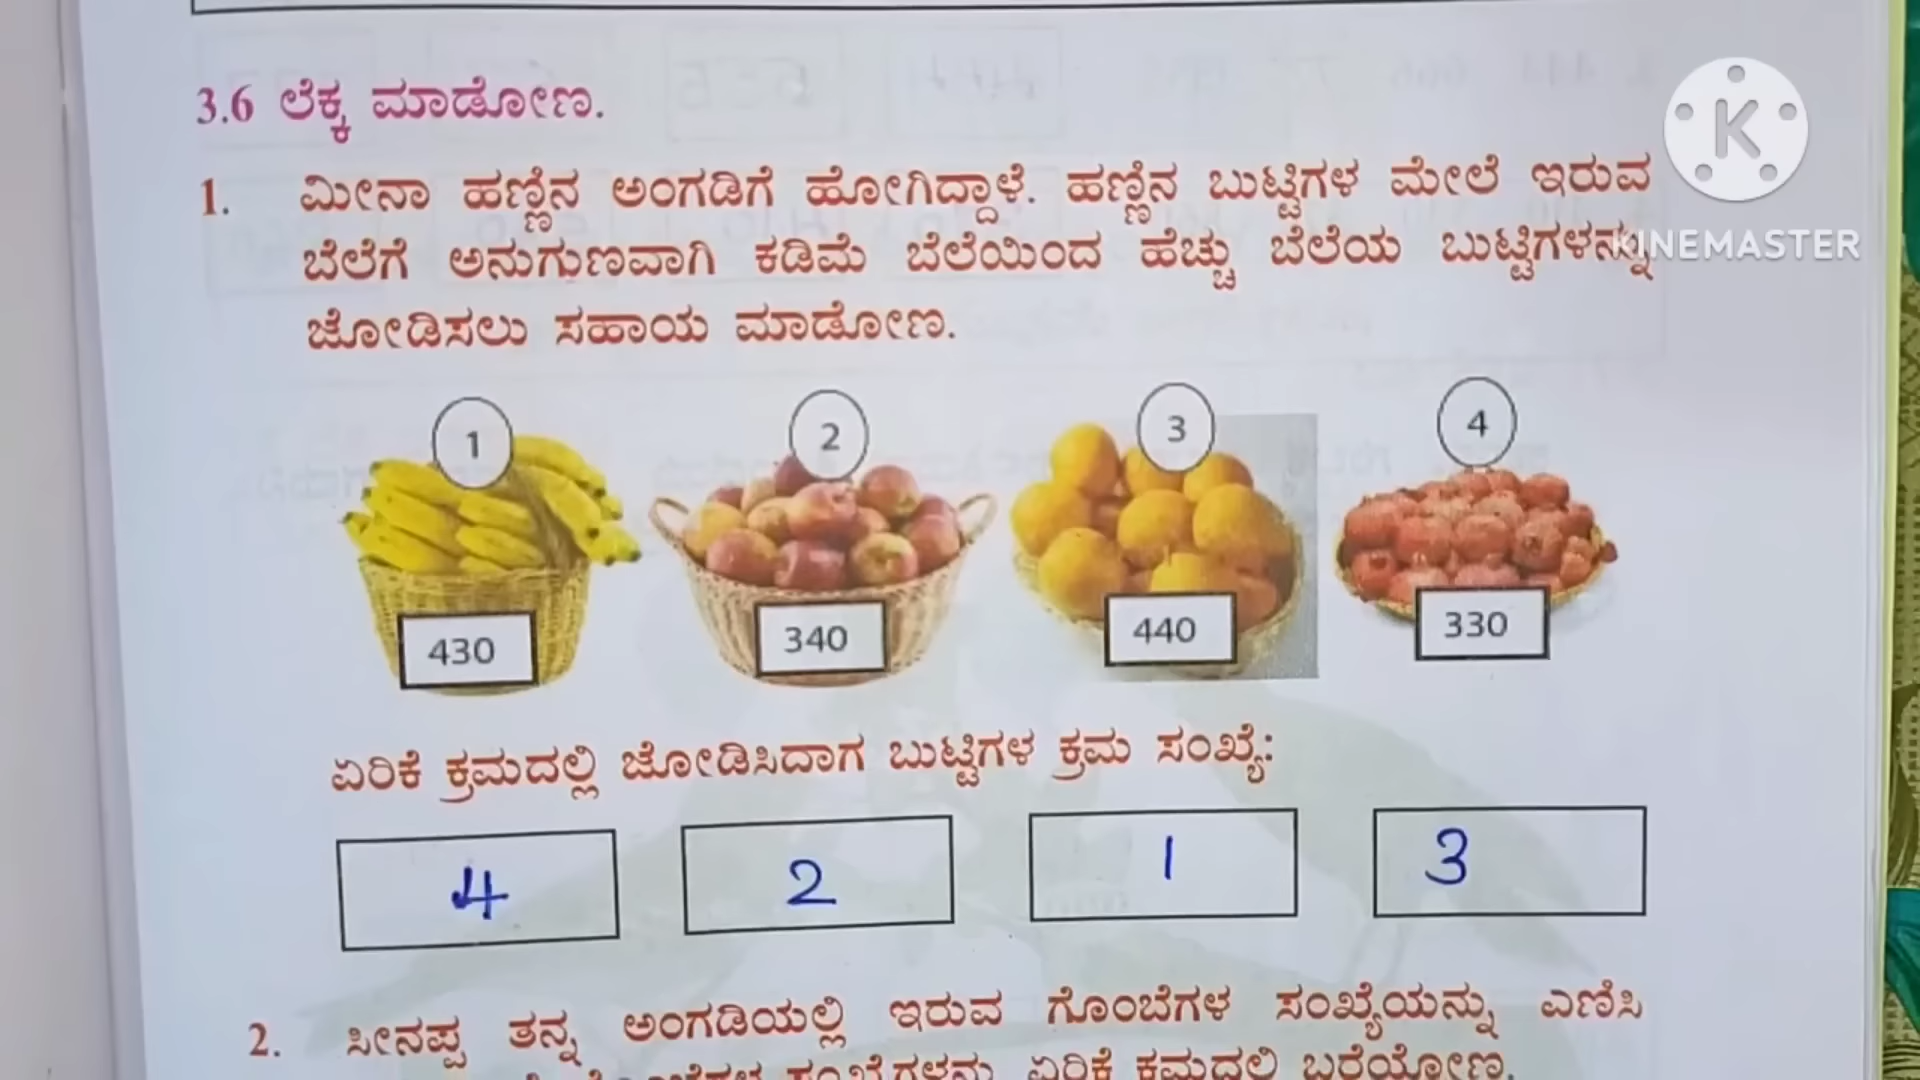 3.6 ಲೆಕ್ಕ ಮಾಡೋಣ.
K
KINEMASTER
1. ಮೀನಾ ಹಣ್ಣಿನ ಅಂಗಡಿಗೆ ಹೋಗಿದ್ದಾಳೆ. ಹಣ್ಣಿನ ಬುಟ್ಟಿಗಳ ಮೇಲೆ ಇರುವ
ಬೆಲೆಗೆ ಅನುಗುಣವಾಗಿ ಕಡಿಮೆ ಬೆಲೆಯಿಂದ ಹೆಚ್ಚು ಬೆಲೆಯ ಬುಟ್ಟಿಗಳನ್ನು
ಜೋಡಿಸಲು ಸಹಾಯ ಮಾಡೋಣ.
1 2 3 4
430 340 440 330
ಏರಿಕೆ ಕ್ರಮದಲ್ಲಿ ಜೋಡಿಸಿದಾಗ ಬುಟ್ಟಿಗಳ ಕ್ರಮ ಸಂಖ್ಯೆ:
4 2 1 3
2. ಸೀನಪ್ಪ ತನ್ನ ಅಂಗಡಿಯಲ್ಲಿ ಇರುವ ಗೊಂಬೆಗಳ ಸಂಖ್ಯೆಯನ್ನು ಎಣಿಸಿ
ಸಂಖ್ಯೆಗಳನ್ನು ಏರಿಕೆ ಕ್ರಮದಲ್ಲಿ ಬರೆಯೋಣ.